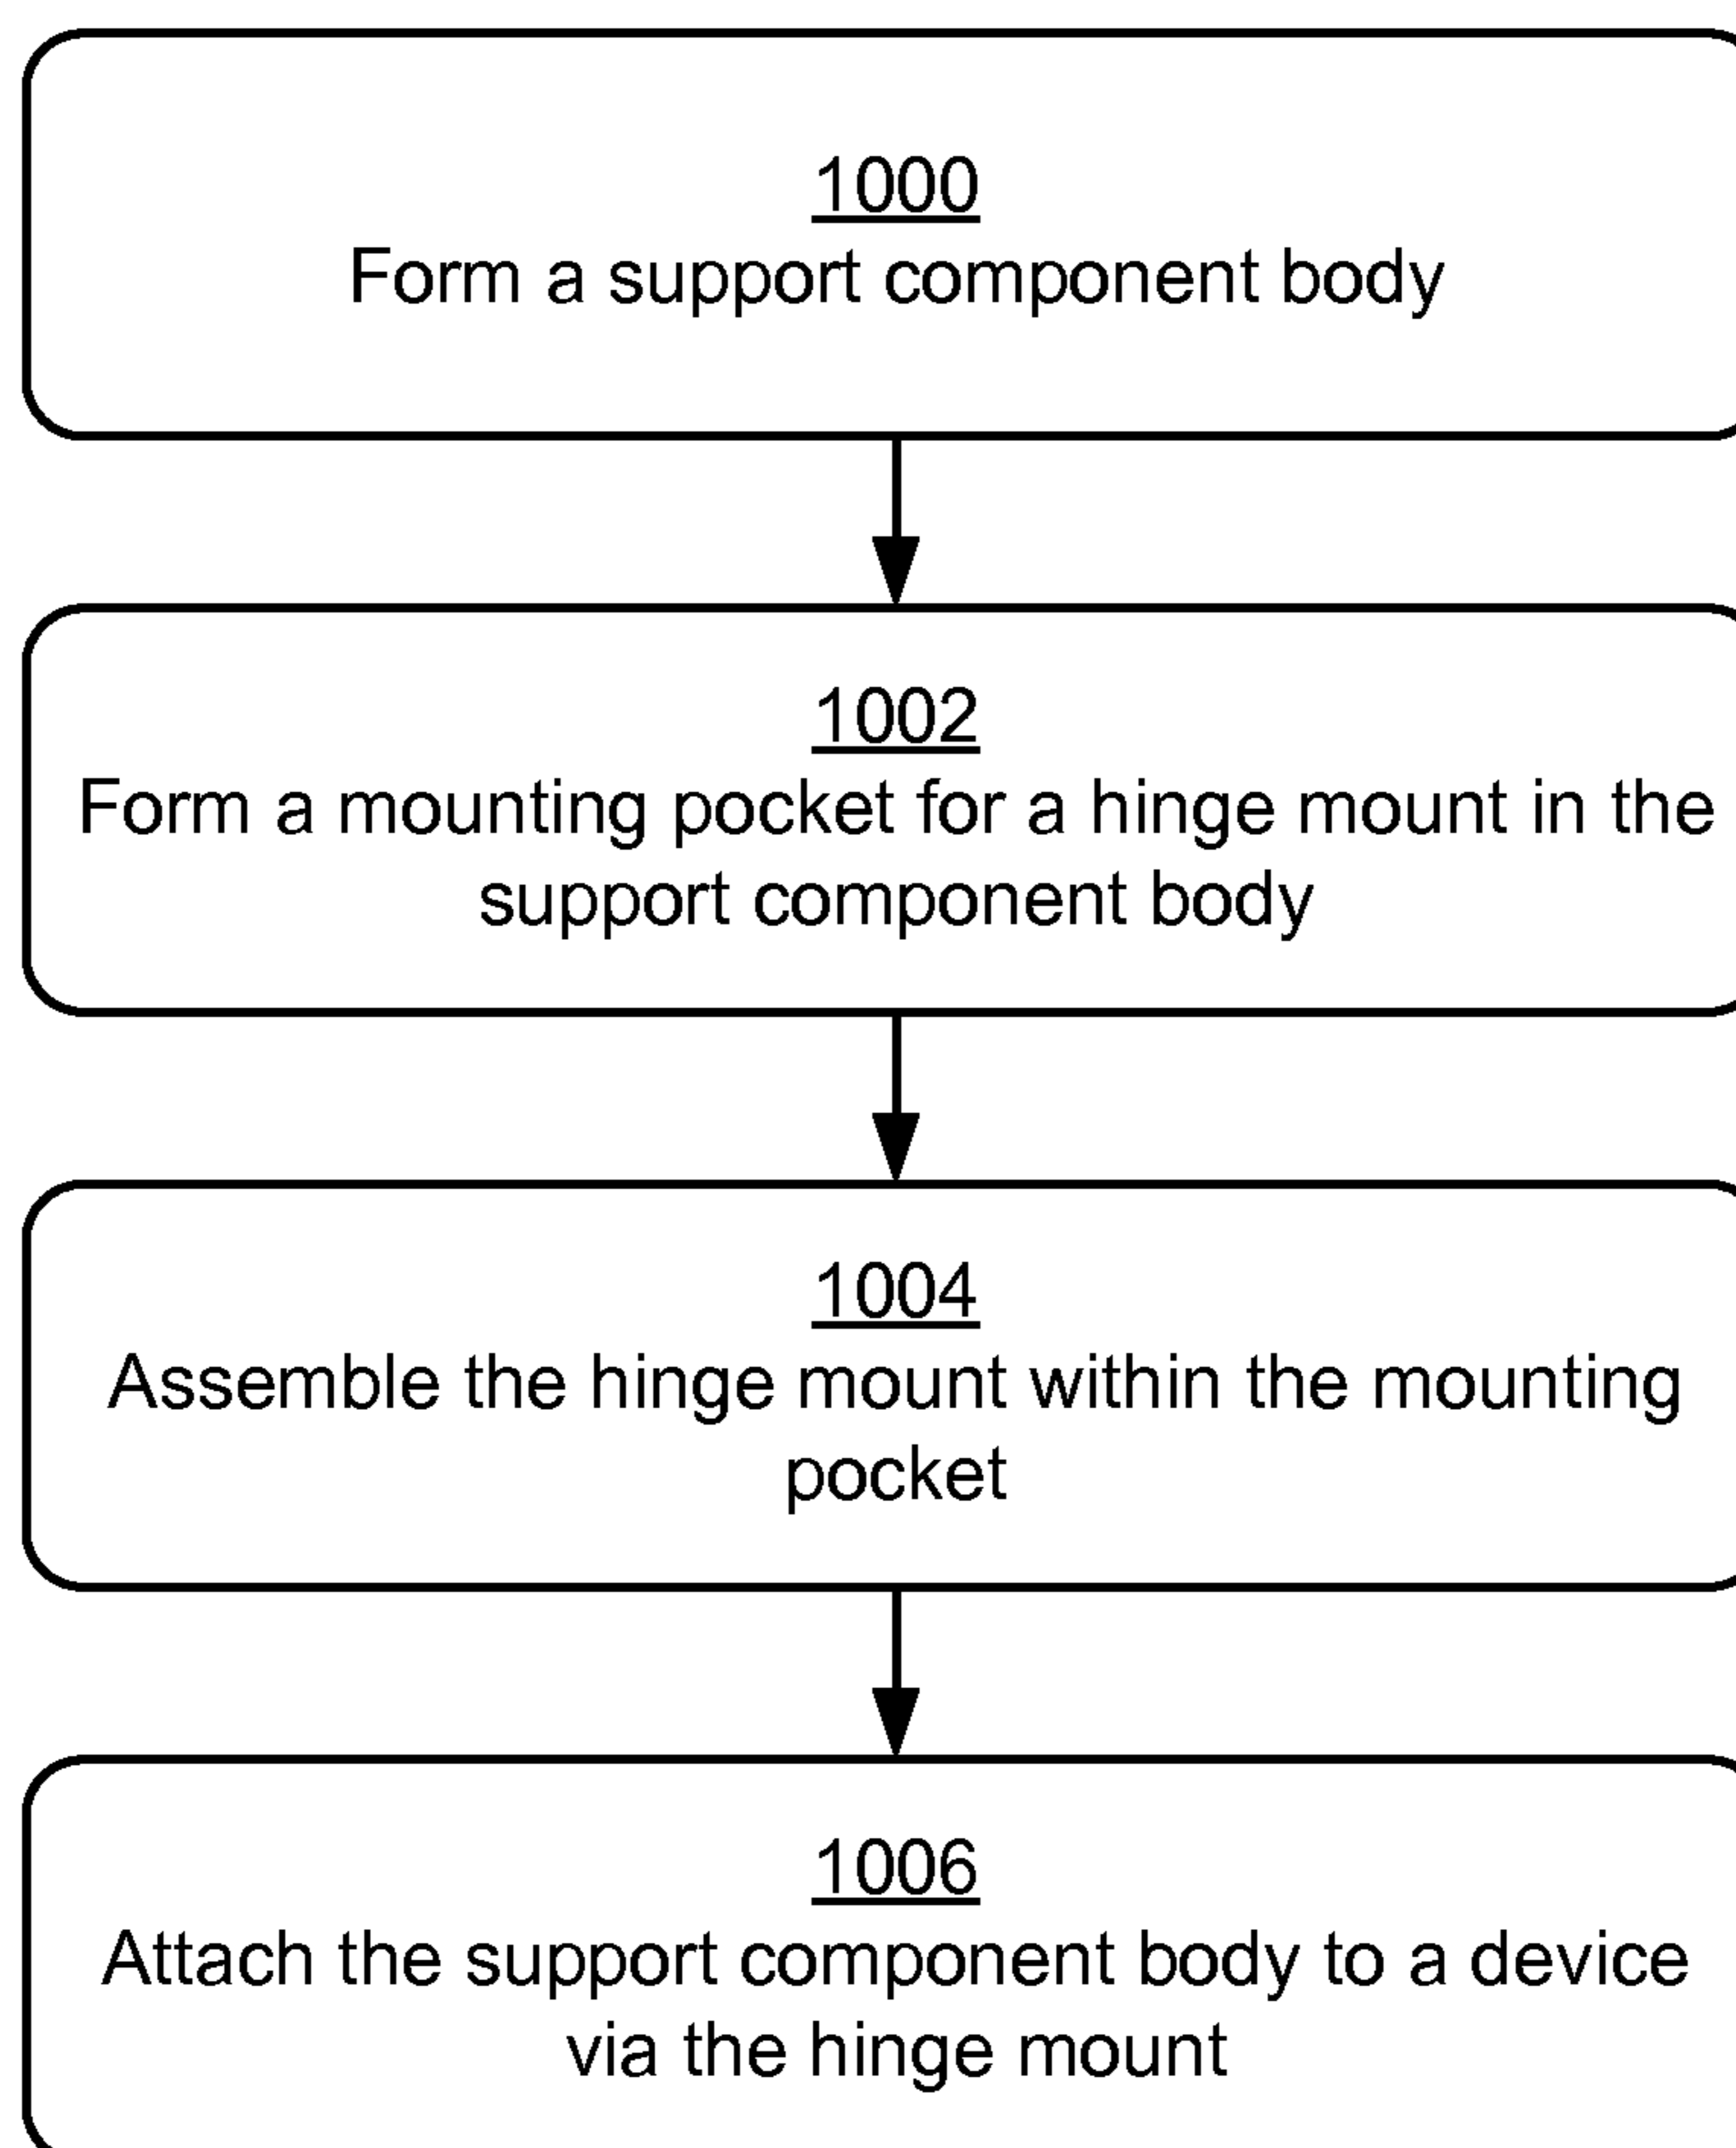 1000
Form a support component body
1002
Form a mounting pocket for a hinge mount in the
support component body
1004
Assemble the hinge mount within the mounting
pocket
1006
Attach the support component body to a device
via the hinge mount